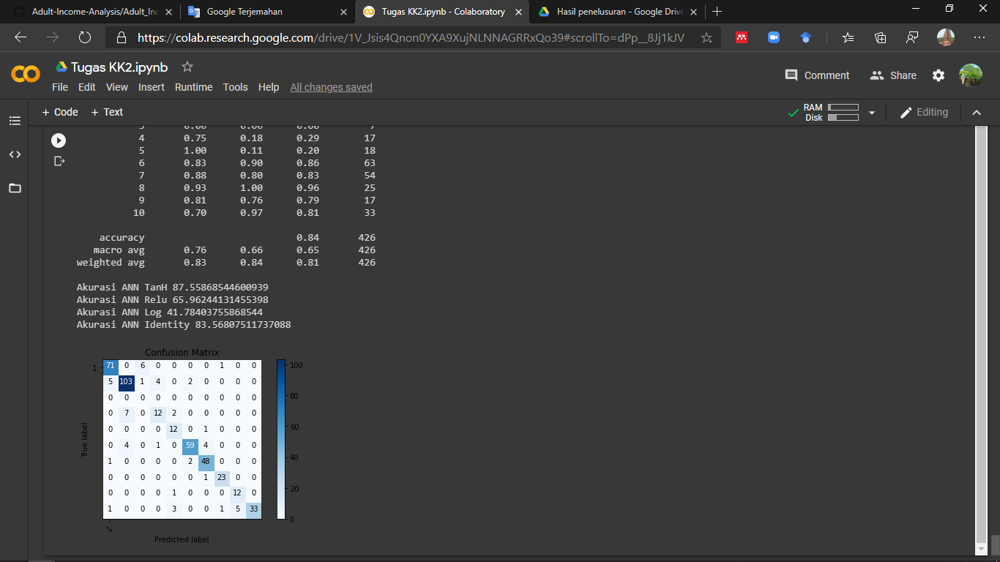 Adult-Income-Analysis/Adult_Inc
Google Terjemahan
Tugas KK2.ipynb - Colaboratory
Hasil penelusuran - Google Drive
https://colab.research.google.com/drive/1V_Jsis4Qnon0YXA9XujNLNNAGRRxQo39#scrollTo=dPp__8Jj1kJV
Tugas KK2.ipynb
Comment
Share
File Edit View Insert Runtime Tools Help All changes saved
+ Code + Text
RAM
Disk
Editing
4 0.75 0.18 0.29 17
5 1.00 0.11 0.20 18
6 0.83 0.90 0.86 63
7 0.88 0.80 0.83 54
8 0.93 1.00 0.96 25
9 0.81 0.76 0.79 17
10 0.70 0.97 0.81 33
accuracy 0.84 426
macro avg 0.76 0.66 0.65 426
weighted avg 0.83 0.84 0.81 426
Akurasi ANN TanH 87.55868544600939
Akurasi ANN Relu 65.96244131455398
Akurasi ANN Log 41.78403755868544
Akurasi ANN Identity 83.56807511737088
Confusion Matrix
1 71 0 6 0 0 0 0 1 0 0 100
5 103 1 4 0 2 0 0 0 0
0 0 0 0 0 0 0 0 0 0 80
0 7 0 12 2 0 0 0 0 0
0 0 0 0 12 0 1 0 0 0 60
True label
0 4 0 1 0 59 4 0 0 0
1 0 0 0 0 2 48 0 0 0 40
0 0 0 0 0 0 1 23 0 0
0 0 0 0 1 0 0 0 12 0 20
1 0 0 0 3 0 0 1 5 33
0
1
Predicted label